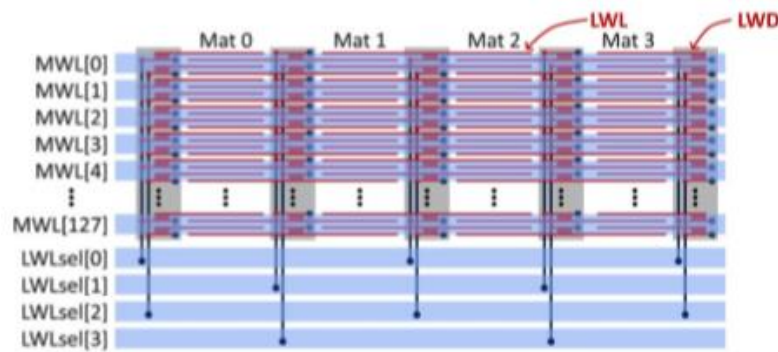 LWL LWD
Mat 0 Mat 1 Mat 2 Mat 3
MWL[0]
MWL[1]
MWL[2]
MWL[3]
MWL[4]
MWL[127]
LWLsel[0]
LWLsel[1]
LWLsel[2]
LWLsel[3]